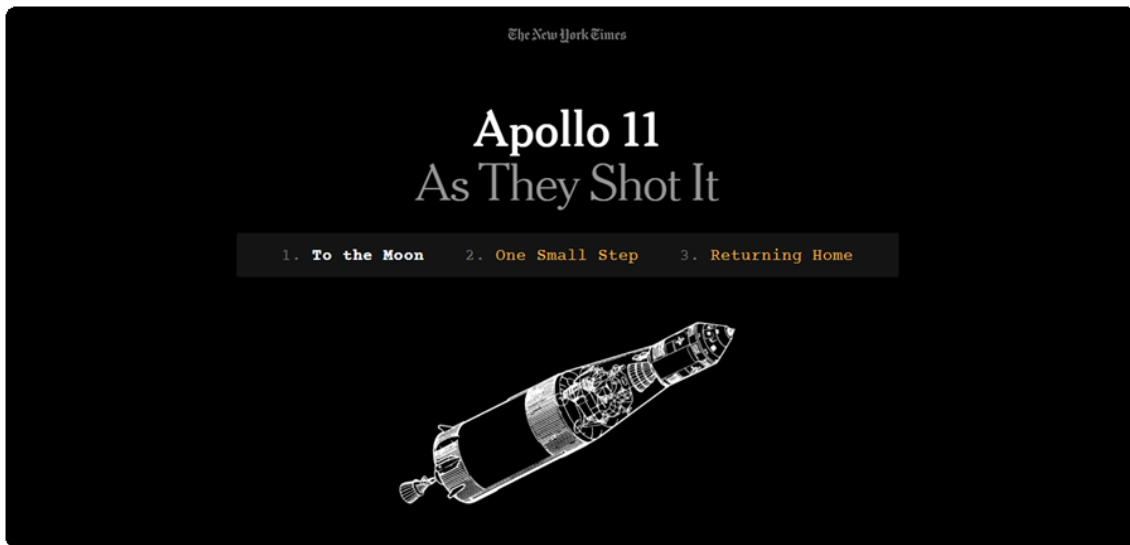 The New York Times
Apollo 11
As They Shot It
1. To the Moon 2. One Small Step 3. Returning Home